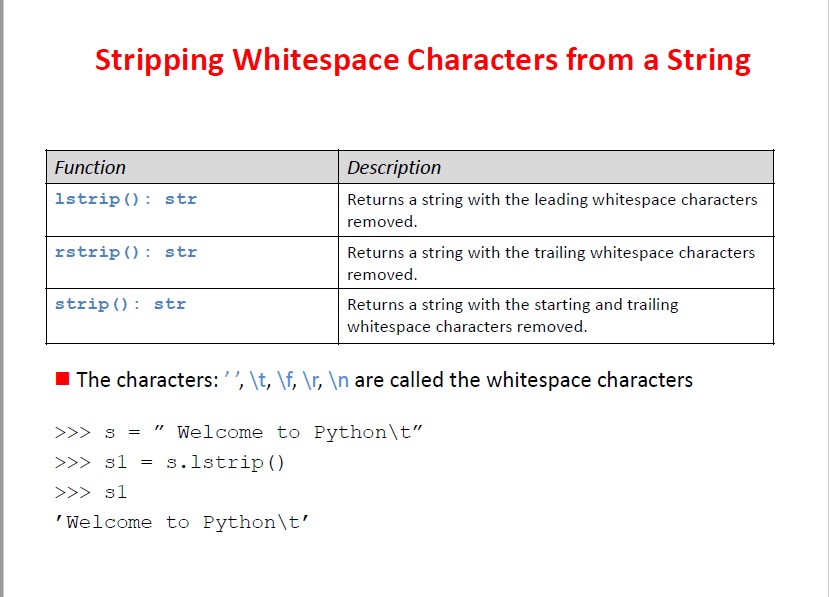 Stripping Whitespace Characters from a String
Function Description
lstrip(): str Returns a string with the leading whitespace characters
removed.
rstrip(): str Returns a string with the trailing whitespace characters
removed.
strip(): str Returns a string with the starting and trailing
whitespace characters removed.
■ The characters: ’ ’, \t, \f, \r, \n are called the whitespace characters
>>> s = ” Welcome to Python\t”
>>> s1 = s.lstrip()
>>> s1
’Welcome to Python\t’